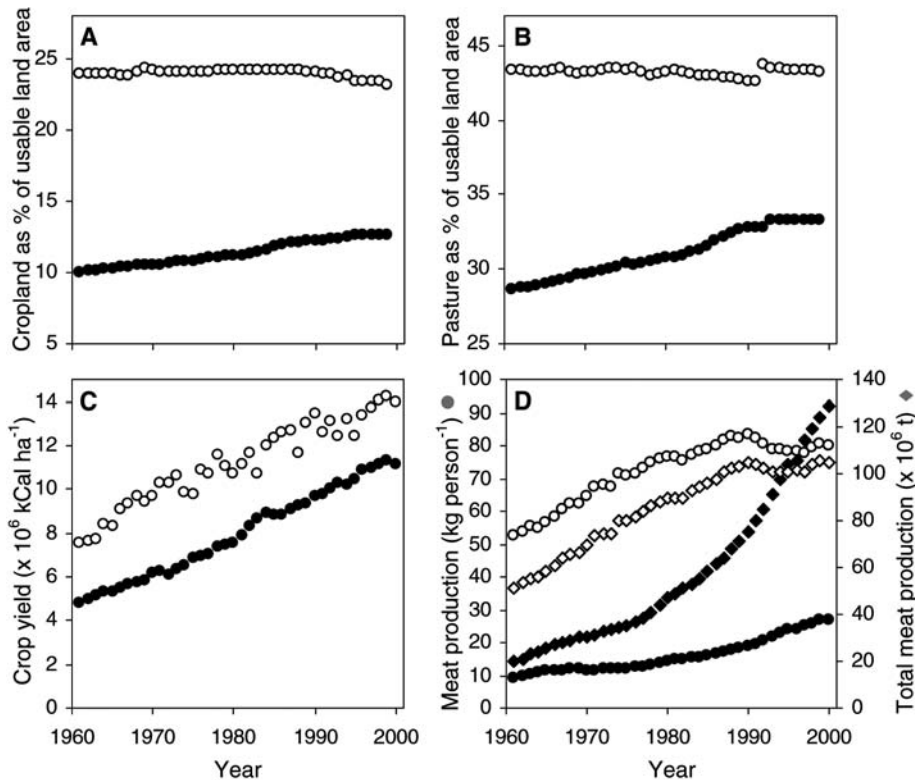 A
Cropland as % of usable land area
25
20
15
10
5
B
Pasture as % of usable land area
45
40
35
30
25
C
Crop yield (x 10⁶ kCal ha⁻¹)
14
12
10
8
6
4
2
0
1960 1970 1980 1990 2000
Year
D
Meat production (kg person⁻¹)
100
90
80
70
60
50
40
30
20
10
0
140
120
100
80
60
40
20
0
Total meat production (x 10⁶ t)
1960 1970 1980 1990 2000
Year